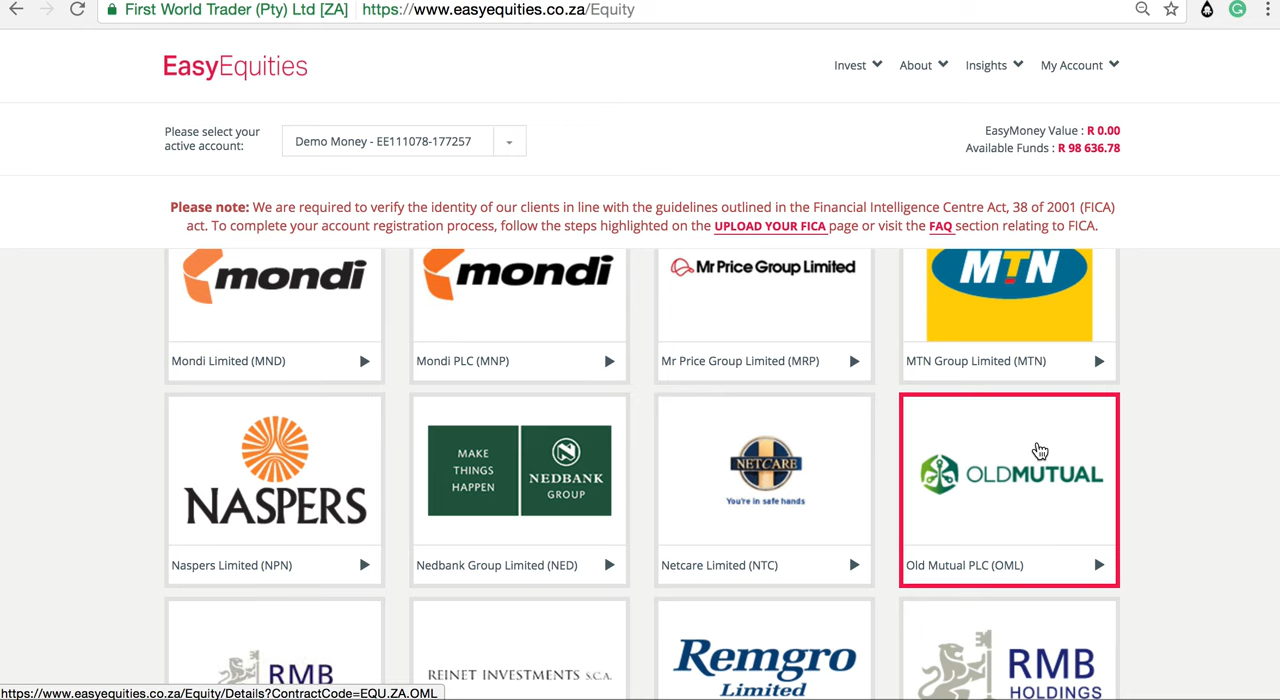 First World Trader (Pty) Ltd [ZA] https://www.easyequities.co.za/Equity
EasyEquities
Invest About Insights My Account
Please select your
active account:
Demo Money - EE111078-177257
EasyMoney Value : R 0.00
Available Funds : R 98 636.78
Please note: We are required to verify the identity of our clients in line with the guidelines outlined in the Financial Intelligence Centre Act, 38 of 2001 (FICA)
act. To complete your account registration process, follow the steps highlighted on the UPLOAD YOUR FICA page or visit the FAQ section relating to FICA.
mondi
mondi
Mr Price Group Limited
MTN
Mondi Limited (MND)
Mondi PLC (MNP)
Mr Price Group Limited (MRP)
MTN Group Limited (MTN)
NASPERS
MAKE
THINGS
HAPPEN
NEDBANK
GROUP
NETCARE
You're in safe hands
OLDMUTUAL
Naspers Limited (NPN)
Nedbank Group Limited (NED)
Netcare Limited (NTC)
Old Mutual PLC (OML)
RMB
REINET INVESTMENTS S.C.A.
Remgro
Limited
RMB
HOLDINGS
https://www.easyequities.co.za/Equity/Details?ContractCode=EQU.ZA.OML